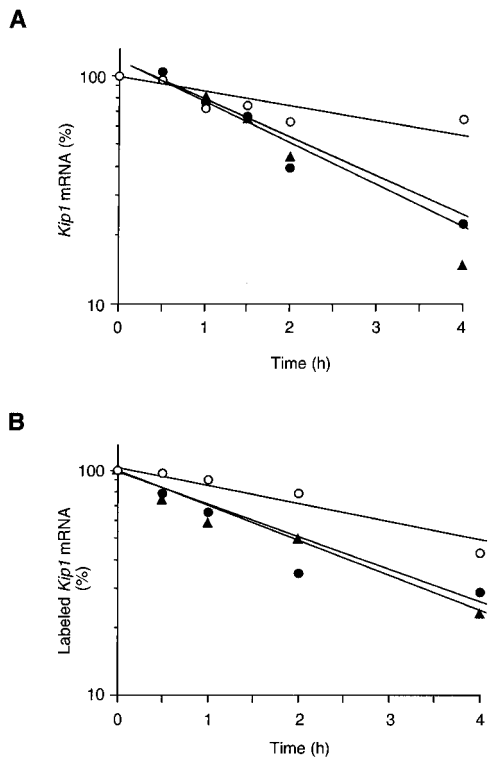 A
100
10
Kip1 mRNA (%)
0 1 2 3 4
Time (h)
B
100
10
Labeled Kip1 mRNA
(%)
0 1 2 3 4
Time (h)